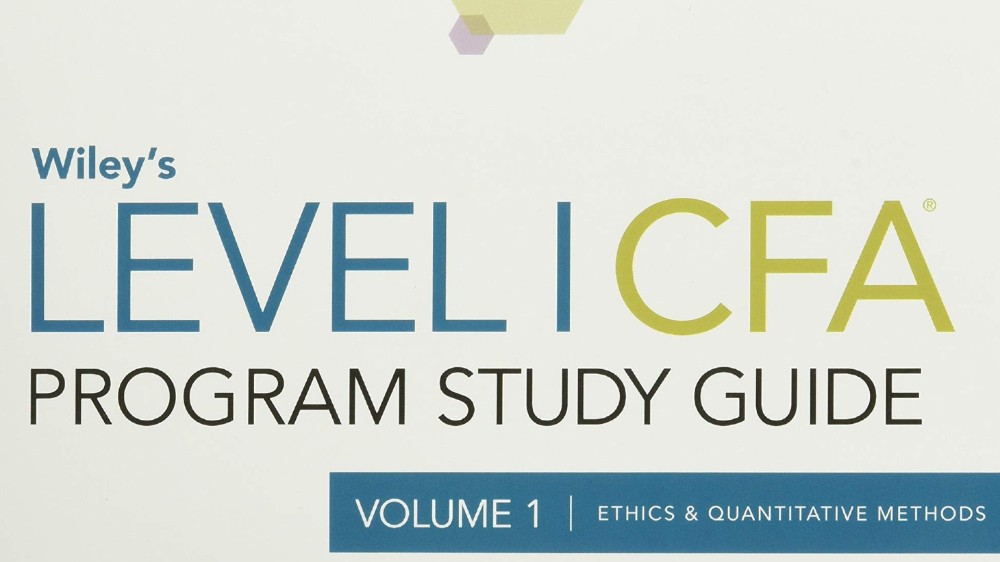 Wiley's
LEVEL I CFA®
PROGRAM STUDY GUIDE
VOLUME 1 | ETHICS & QUANTITATIVE METHODS